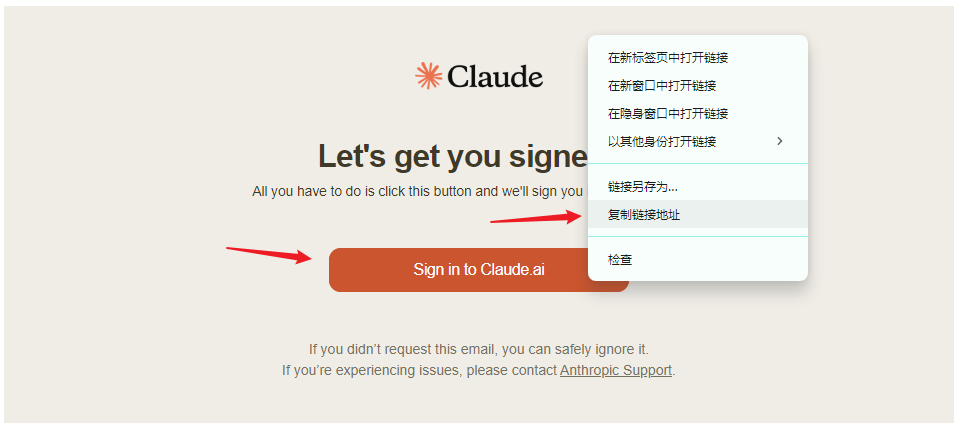 Claude
Let's get you signe
All you have to do is click this button and we'll sign you
Sign in to Claude.ai
If you didn’t request this email, you can safely ignore it.
If you’re experiencing issues, please contact Anthropic Support.
在新标签页中打开链接
在新窗口中打开链接
在隐身窗口中打开链接
以其他身份打开链接
链接另存为...
复制链接地址
检查